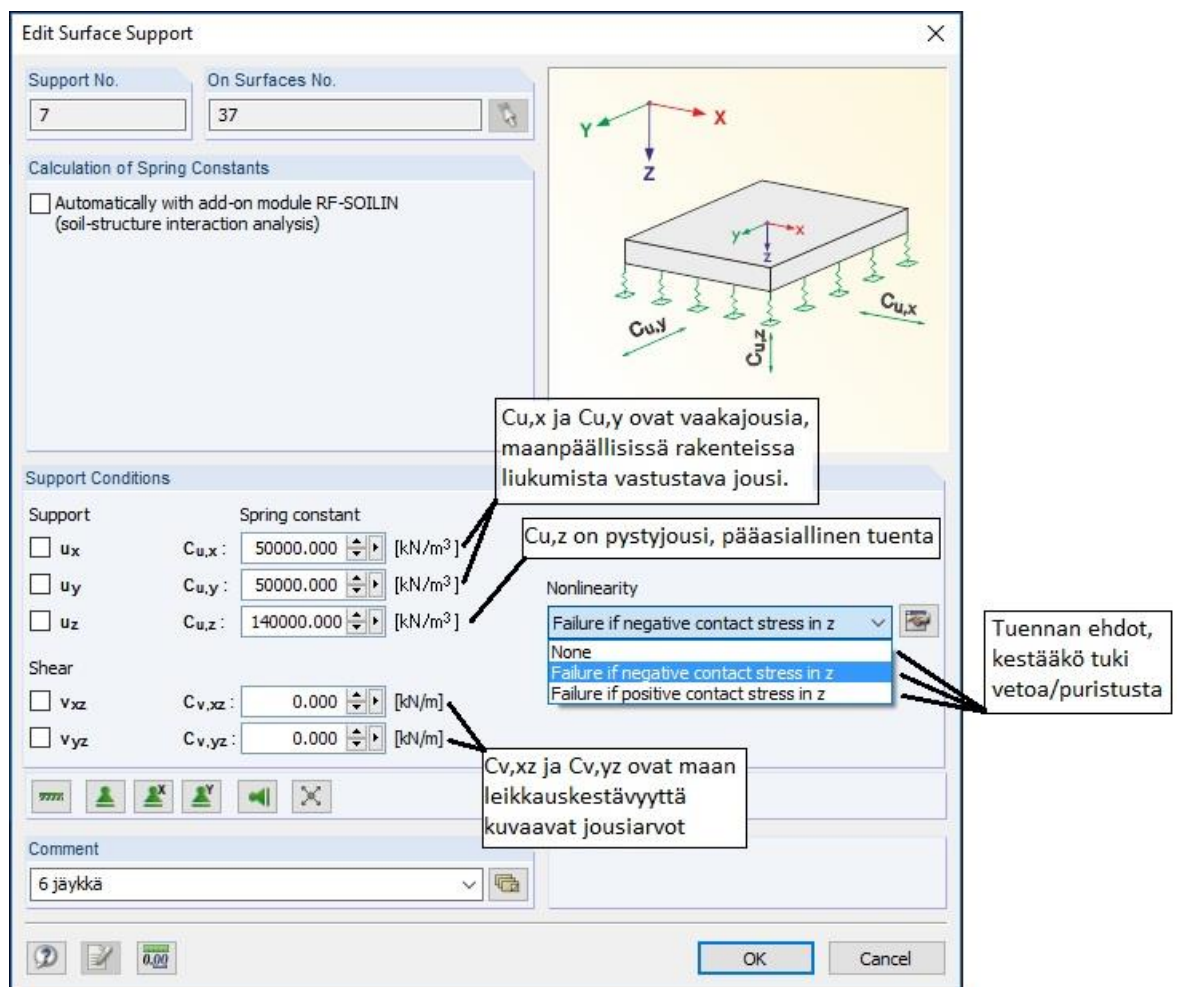 Edit Surface Support
Support No.
On Surfaces No.
7
37
Calculation of Spring Constants
Automatically with add-on module RF-SOILIN
(soil-structure interaction analysis)
Y
X
Z
y
x
z
Cu,y
Cu,z
Cu,x
Cu,x ja Cu,y ovat vaakajousia,
maanpäällisissä rakenteissa
liukumista vastustava jousi.
Support Conditions
Support
Spring constant
ux Cu,x : 50000.000 [kN/m³]
uy Cu,y : 50000.000 [kN/m³]
uz Cu,z : 140000.000 [kN/m³]
Cu,z on pystyjousi, pääasiallinen tuenta
Nonlinearity
Failure if negative contact stress in z
None
Failure if negative contact stress in z
Failure if positive contact stress in z
Tuennan ehdot,
kestääkö tuki
vetoa/puristusta
Shear
vxz Cv,xz : 0.000 [kN/m]
vyz Cv,yz : 0.000 [kN/m]
Cv,xz ja Cv,yz ovat maan
leikkauskestävyyttä
kuvaavat jousiarvot
X
Y
Comment
6 jäykkä
0.00
OK
Cancel